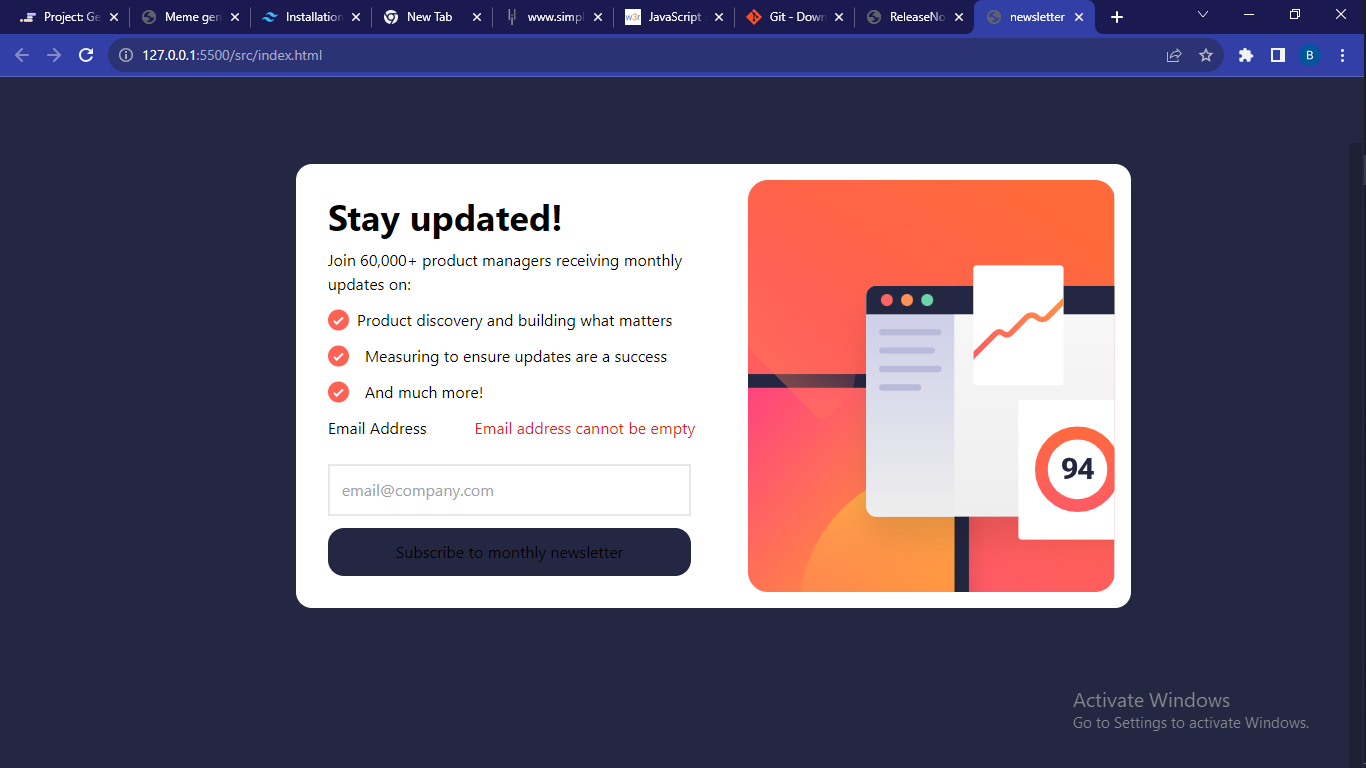 Project: Ge
Meme gen
Installation
New Tab
www.simpl
w3r
JavaScript
Git - Down
ReleaseNo
newsletter
127.0.0.1:5500/src/index.html
B
Stay updated!
Join 60,000+ product managers receiving monthly
updates on:
Product discovery and building what matters
Measuring to ensure updates are a success
And much more!
Email Address
Email address cannot be empty
email@company.com
Subscribe to monthly newsletter
94
Activate Windows
Go to Settings to activate Windows.